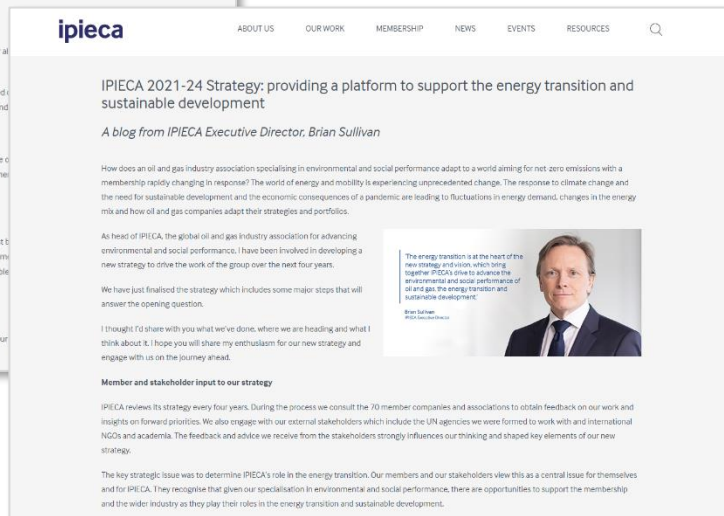 ipieca
ABOUT US OUR WORK MEMBERSHIP NEWS EVENTS RESOURCES
IPIECA 2021-24 Strategy: providing a platform to support the energy transition and
sustainable development
A blog from IPIECA Executive Director, Brian Sullivan
How does an oil and gas industry association specialising in environmental and social performance adapt to a world aiming for net-zero emissions with a
membership rapidly changing in response? The world of energy and mobility is experiencing unprecedented change. The response to climate change and
the need for sustainable development and the economic consequences of a pandemic are leading to fluctuations in energy demand, changes in the energy
mix and how oil and gas companies adapt their strategies and portfolios.
As head of IPIECA, the global oil and gas industry association for advancing
environmental and social performance, I have been involved in developing a
new strategy to drive the work of the group over the next four years.
We have just finalised the strategy which includes some major steps that will
answer the opening question.
I thought I'd share with you what we've done, where we are heading and what I
think about it. I hope you will share my enthusiasm for our new strategy and
engage with us on the journey ahead.
'The energy transition is at the heart of the
new strategy and vision, which bring
together IPIECA's drive to advance the
environmental and social performance of
oil and gas, the energy transition and
sustainable development.'
Brian Sullivan
IPIECA Executive Director
Member and stakeholder input to our strategy
IPIECA reviews its strategy every four years. During the process we consult the 70 member companies and associations to obtain feedback on our work and
insights on forward priorities. We also engage with our external stakeholders which include the UN agencies we were formed to work with and international
NGOs and academia. The feedback and advice we receive from the stakeholders strongly influences our thinking and shaped key elements of our new
strategy.
The key strategic issue was to determine IPIECA's role in the energy transition. Our members and our stakeholders view this as a central issue for themselves
and for IPIECA. They recognise that given our specialisation in environmental and social performance, there are opportunities to support the membership
and the wider industry as they play their roles in the energy transition and sustainable development.